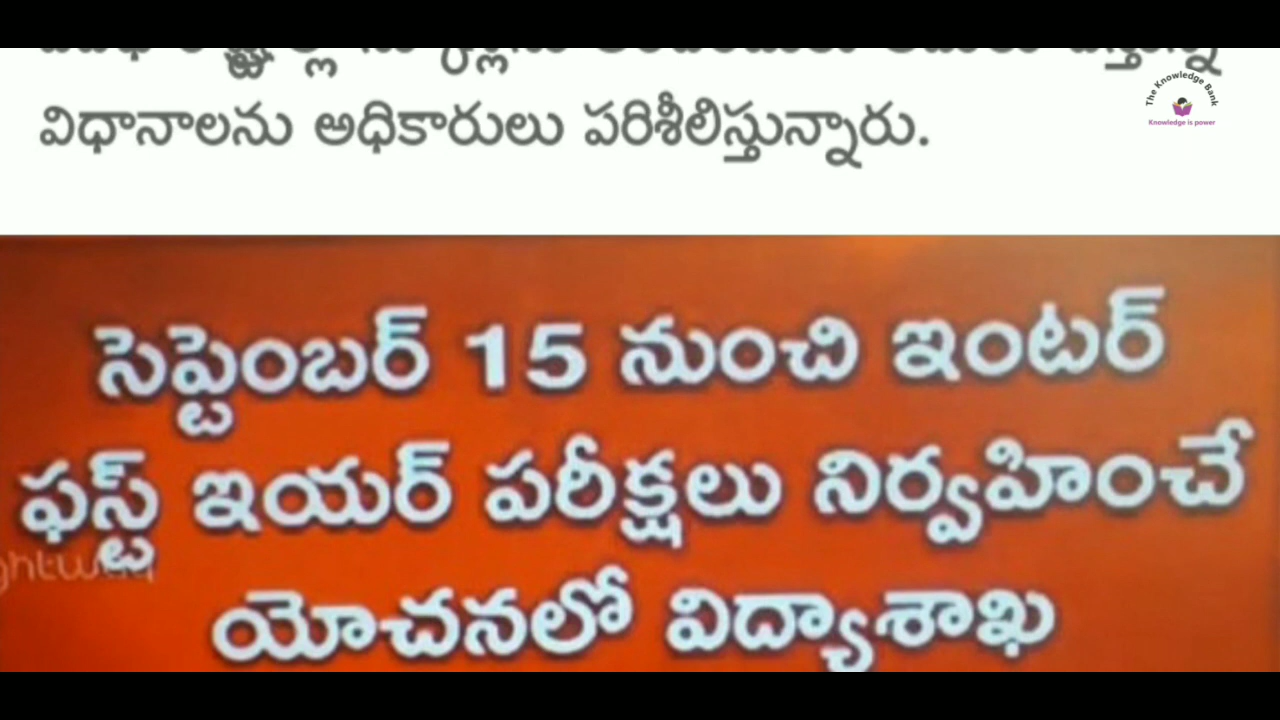 విధానాలను అధికారులు పరిశీలిస్తున్నారు.
The Knowledge Bank
Knowledge is power
సెప్టెంబర్ 15 నుంచి ఇంటర్
ఫస్ట్ ఇయర్ పరీక్షలు నిర్వహించే
యోచనలో విద్యాశాఖ